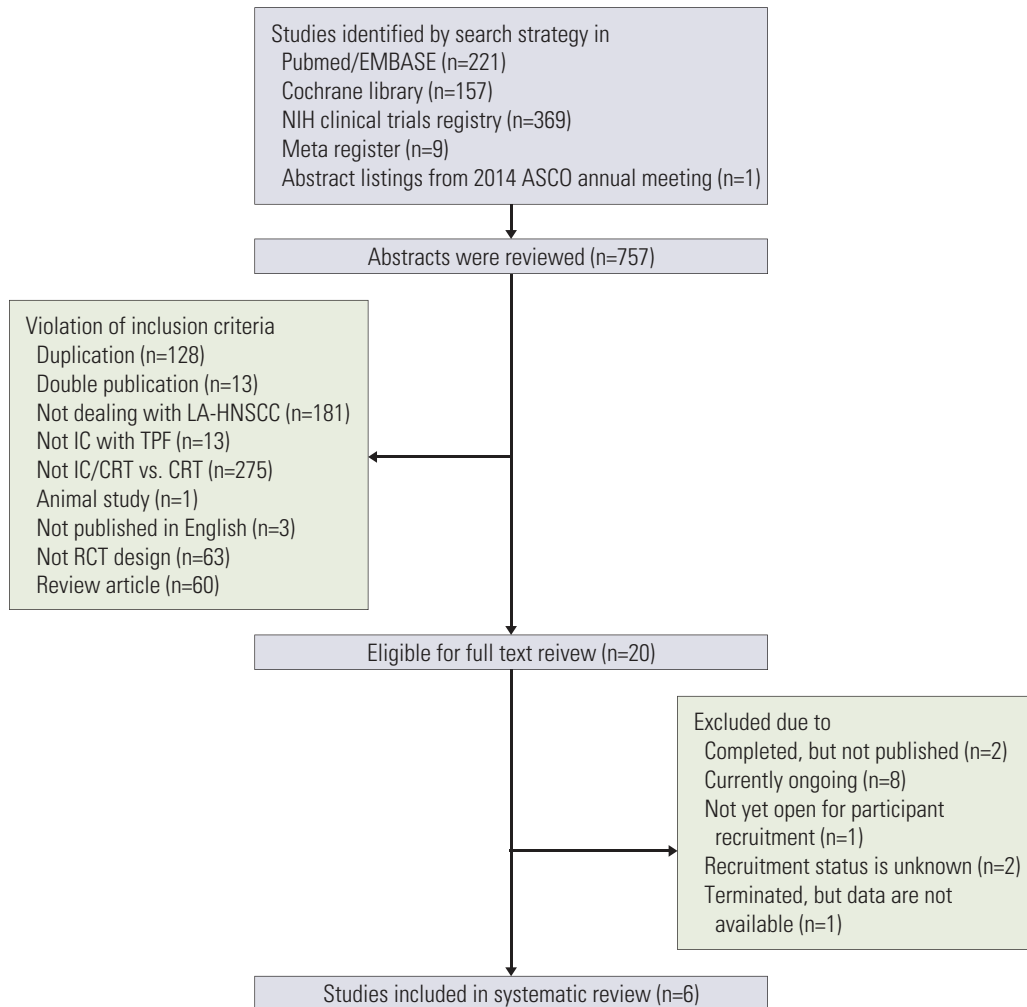 Studies identified by search strategy in
Pubmed/EMBASE (n=221)
Cochrane library (n=157)
NIH clinical trials registry (n=369)
Meta register (n=9)
Abstract listings from 2014 ASCO annual meeting (n=1)
Abstracts were reviewed (n=757)
Violation of inclusion criteria
Duplication (n=128)
Double publication (n=13)
Not dealing with LA-HNSCC (n=181)
Not IC with TPF (n=13)
Not IC/CRT vs. CRT (n=275)
Animal study (n=1)
Not published in English (n=3)
Not RCT design (n=63)
Review article (n=60)
Eligible for full text reivew (n=20)
Excluded due to
Completed, but not published (n=2)
Currently ongoing (n=8)
Not yet open for participant
recruitment (n=1)
Recruitment status is unknown (n=2)
Terminated, but data are not
available (n=1)
Studies included in systematic review (n=6)